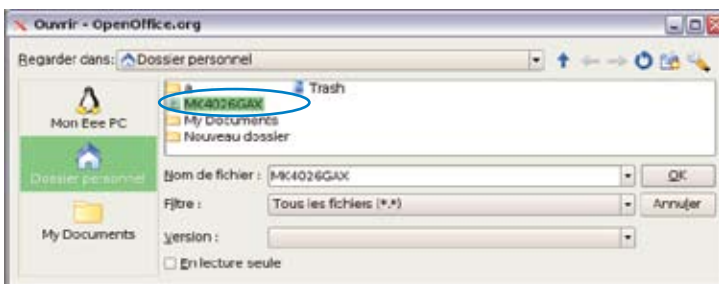 Ouvrir - OpenOffice.org
Regarder dans: Dossier personnel
a
Trash
MK4026GAX
My Documents
Nouveau dossier
Mon Eee PC
Dossier personnel
My Documents
Nom de fichier : MK4026GAX
OK
Filtre : Tous les fichiers (*.*)
Annuler
Version :
En lecture seule